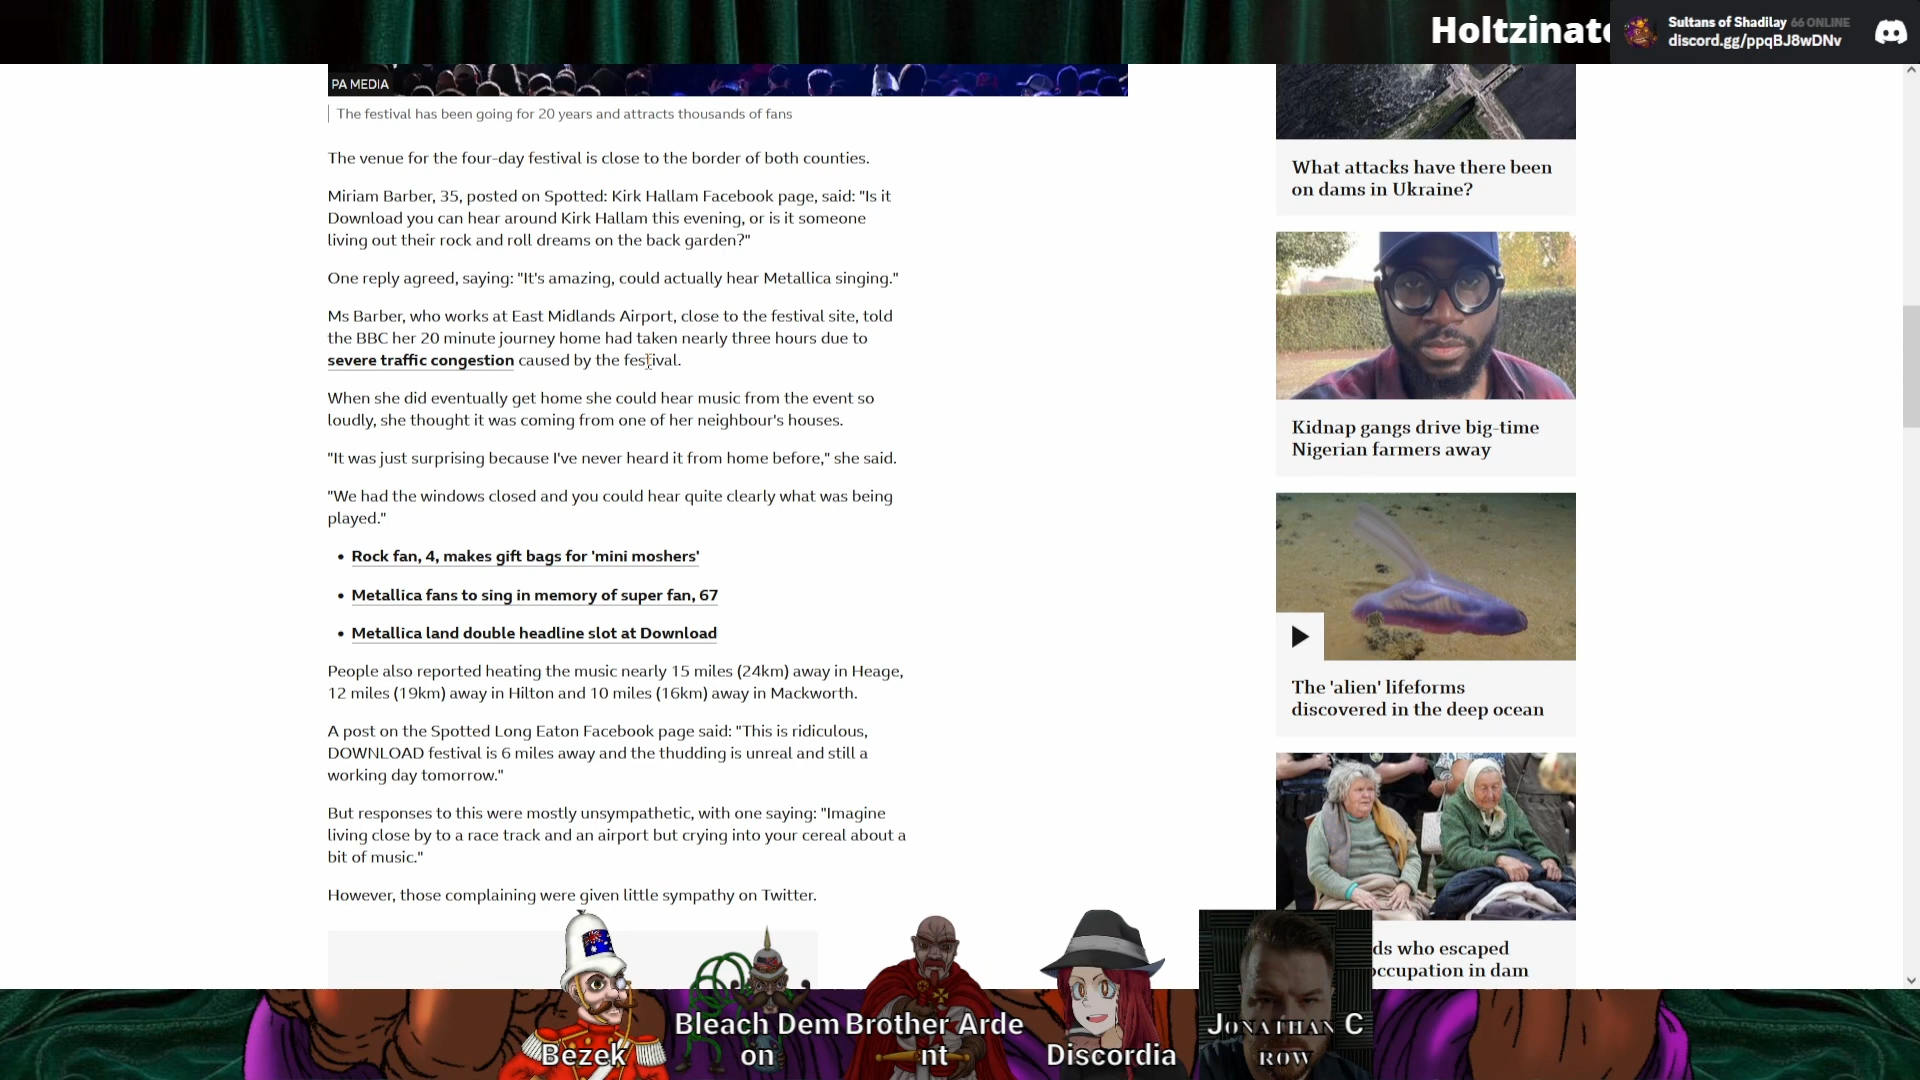 Holtzinato
Sultans of Shadilay 66 ONLINE
discord.gg/ppqBJ8wDNv
PA MEDIA
The festival has been going for 20 years and attracts thousands of fans
The venue for the four-day festival is close to the border of both counties.
Miriam Barber, 35, posted on Spotted: Kirk Hallam Facebook page, said: "Is it
Download you can hear around Kirk Hallam this evening, or is it someone
living out their rock and roll dreams on the back garden?"
One reply agreed, saying: "It's amazing, could actually hear Metallica singing."
Ms Barber, who works at East Midlands Airport, close to the festival site, told
the BBC her 20 minute journey home had taken nearly three hours due to
severe traffic congestion caused by the festival.
When she did eventually get home she could hear music from the event so
loudly, she thought it was coming from one of her neighbour's houses.
"It was just surprising because I've never heard it from home before," she said.
"We had the windows closed and you could hear quite clearly what was being
played."
• Rock fan, 4, makes gift bags for 'mini moshers'
• Metallica fans to sing in memory of super fan, 67
• Metallica land double headline slot at Download
People also reported heating the music nearly 15 miles (24km) away in Heage,
12 miles (19km) away in Hilton and 10 miles (16km) away in Mackworth.
A post on the Spotted Long Eaton Facebook page said: "This is ridiculous,
DOWNLOAD festival is 6 miles away and the thudding is unreal and still a
working day tomorrow."
But responses to this were mostly unsympathetic, with one saying: "Imagine
living close by to a race track and an airport but crying into your cereal about a
bit of music."
However, those complaining were given little sympathy on Twitter.
What attacks have there been
on dams in Ukraine?
Kidnap gangs drive big-time
Nigerian farmers away
The 'alien' lifeforms
discovered in the deep ocean
ds who escaped
occupation in dam
Bezek
Bleach Dem
on
Brother Arde
nt
Discordia
Jonathan C
row